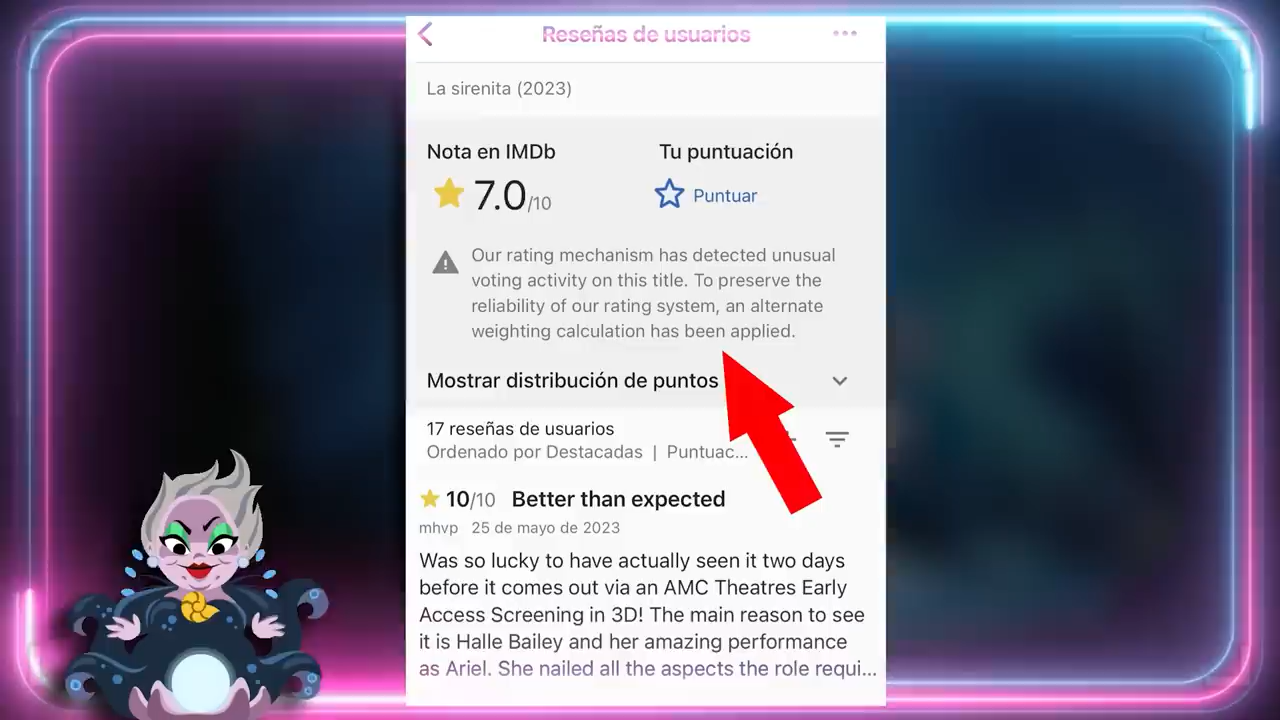 Reseñas de usuarios
La sirenita (2023)
Nota en IMDb
Tu puntuación
7.0/10
Puntuar
Our rating mechanism has detected unusual
voting activity on this title. To preserve the
reliability of our rating system, an alternate
weighting calculation has been applied.
Mostrar distribución de puntos
17 reseñas de usuarios
Ordenado por Destacadas | Puntuac...
10/10 Better than expected
mhvp 25 de mayo de 2023
Was so lucky to have actually seen it two days
before it comes out via an AMC Theatres Early
Access Screening in 3D! The main reason to see
it is Halle Bailey and her amazing performance
as Ariel. She nailed all the aspects the role requi...